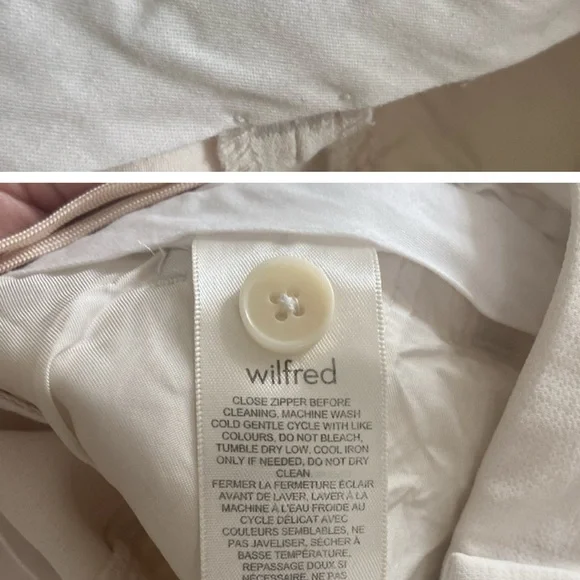 wilfred
CLOSE ZIPPER BEFORE
CLEANING, MACHINE WASH
COLD GENTLE CYCLE WITH LIKE
COLOURS, DO NOT BLEACH,
TUMBLE DRY LOW, COOL IRON
ONLY IF NEEDED, DO NOT DRY
CLEAN.
FERMER LA FERMETURE ÉCLAIR
AVANT DE LAVER, LAVER À LA
MACHINE À L'EAU FROIDE AU
CYCLE DÉLICAT AVEC
COULEURS SEMBLABLES, NE
PAS JAVELISER, SÉCHER À
BASSE TEMPÉRATURE,
REPASSAGE DOUX SI
NÉCESSAIRE, NE PAS